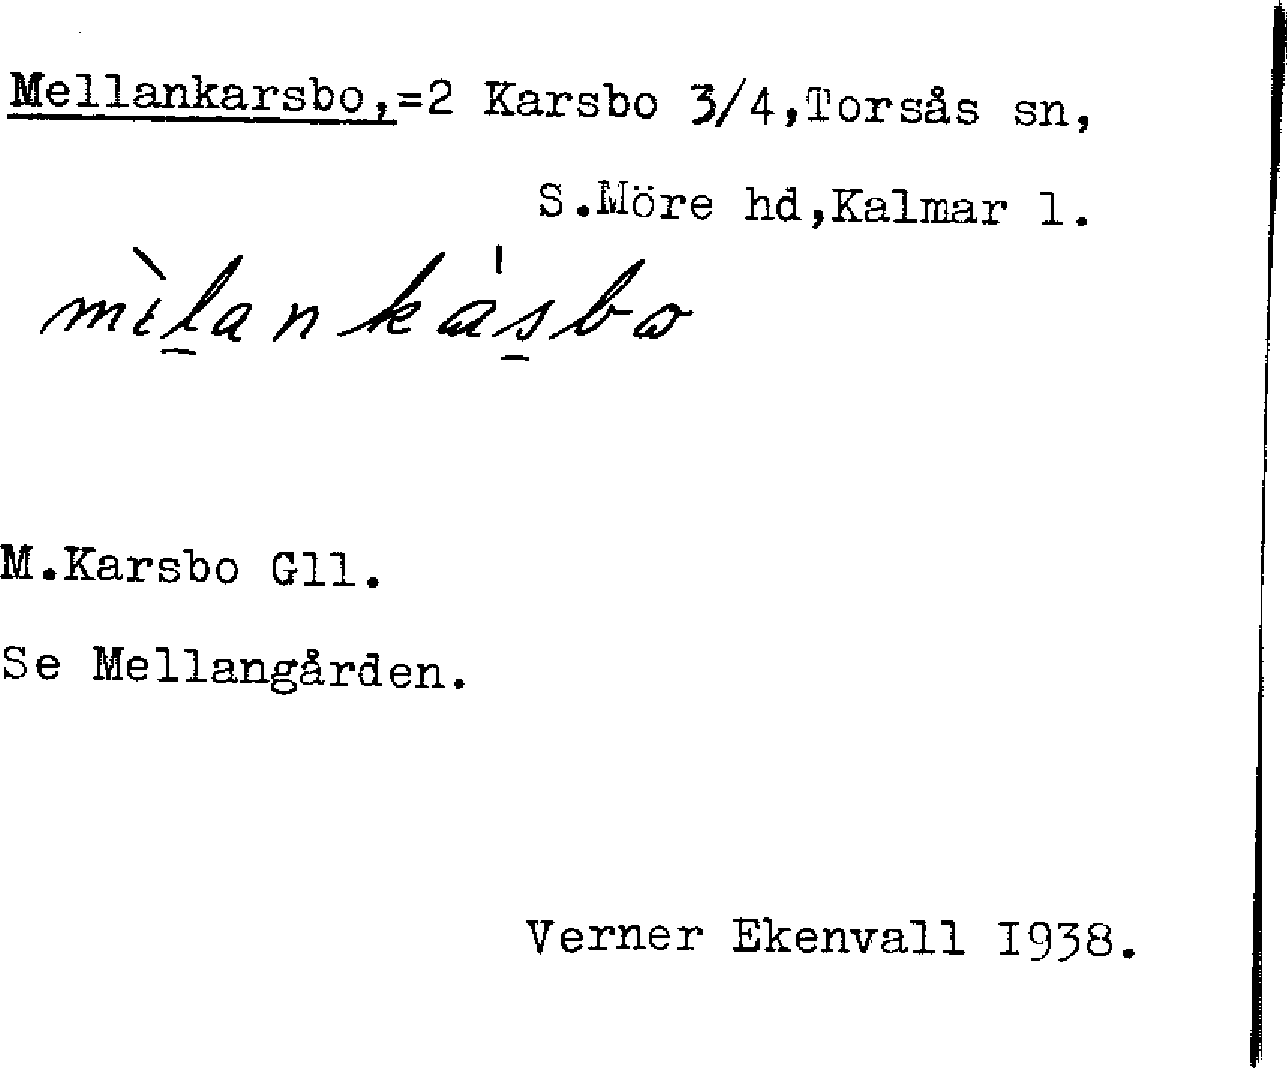 Mellankarsbo,=2 Karsbo 3/4,Torsås sn,
S.Möre hd,Kalmar l.
mìlankásbo
M.Karsbo Gll.
Se Mellangården.
Verner Ekenvall I938.